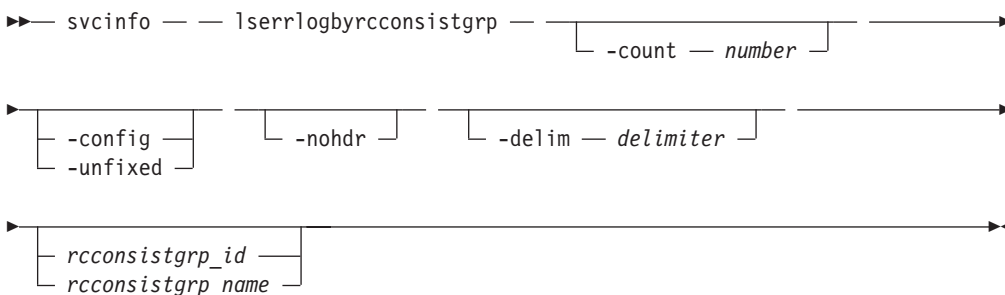 svcinfo lserrlogbyrcconsistgrp -count number
-config -nohdr -delim delimiter
-unfixed
rcconsistgrp_id
rcconsistgrp_name